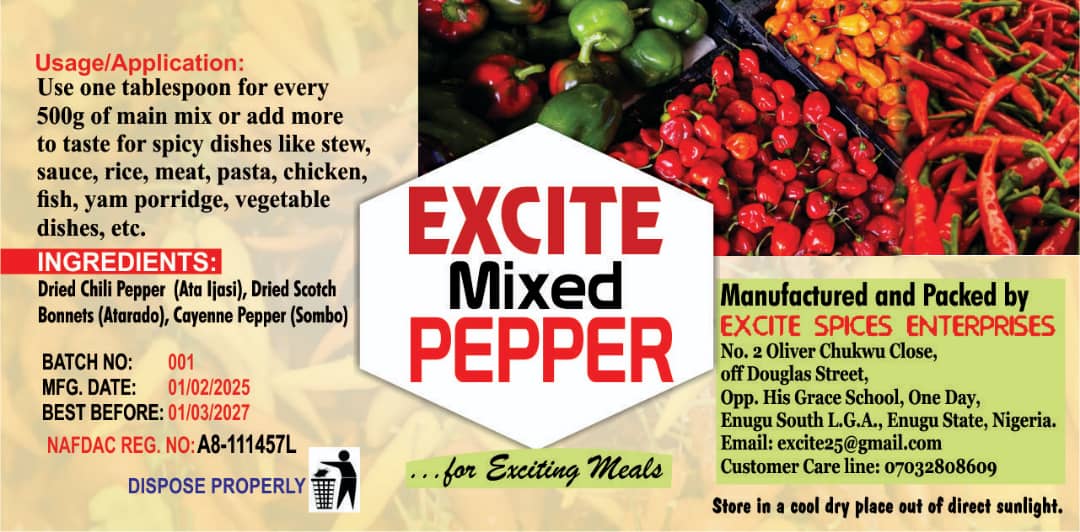 Usage/Application:
Use one tablespoon for every
500g of main mix or add more
to taste for spicy dishes like stew,
sauce, rice, meat, pasta, chicken,
fish, yam porridge, vegetable
dishes, etc.
INGREDIENTS:
Dried Chili Pepper (Ata Ijasi), Dried Scotch
Bonnets (Atarado), Cayenne Pepper (Sombo)
BATCH NO: 001
MFG. DATE: 01/02/2025
BEST BEFORE: 01/03/2027
NAFDAC REG. NO: A8-111457L
DISPOSE PROPERLY
EXCITE
Mixed
PEPPER
...for Exciting Meals
Manufactured and Packed by
EXCITE SPICES ENTERPRISES
No. 2 Oliver Chukwu Close,
off Douglas Street,
Opp. His Grace School, One Day,
Enugu South L.G.A., Enugu State, Nigeria.
Email: excite25@gmail.com
Customer Care line: 07032808609
Store in a cool dry place out of direct sunlight.